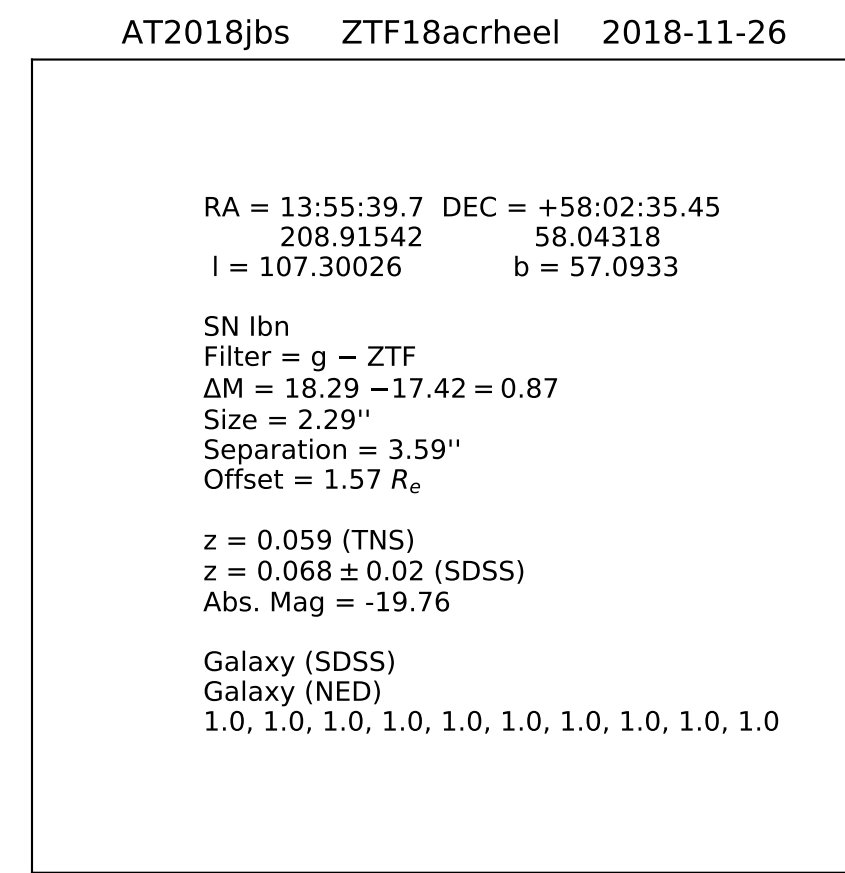 AT2018jbs ZTF18acrheel 2018-11-26
RA = 13:55:39.7 DEC = +58:02:35.45
208.91542 58.04318
l = 107.30026 b = 57.0933
SN Ibn
Filter = g − ZTF
ΔM = 18.29 −17.42 = 0.87
Size = 2.29''
Separation = 3.59''
Offset = 1.57 Rₑ
z = 0.059 (TNS)
z = 0.068 ± 0.02 (SDSS)
Abs. Mag = -19.76
Galaxy (SDSS)
Galaxy (NED)
1.0, 1.0, 1.0, 1.0, 1.0, 1.0, 1.0, 1.0, 1.0, 1.0